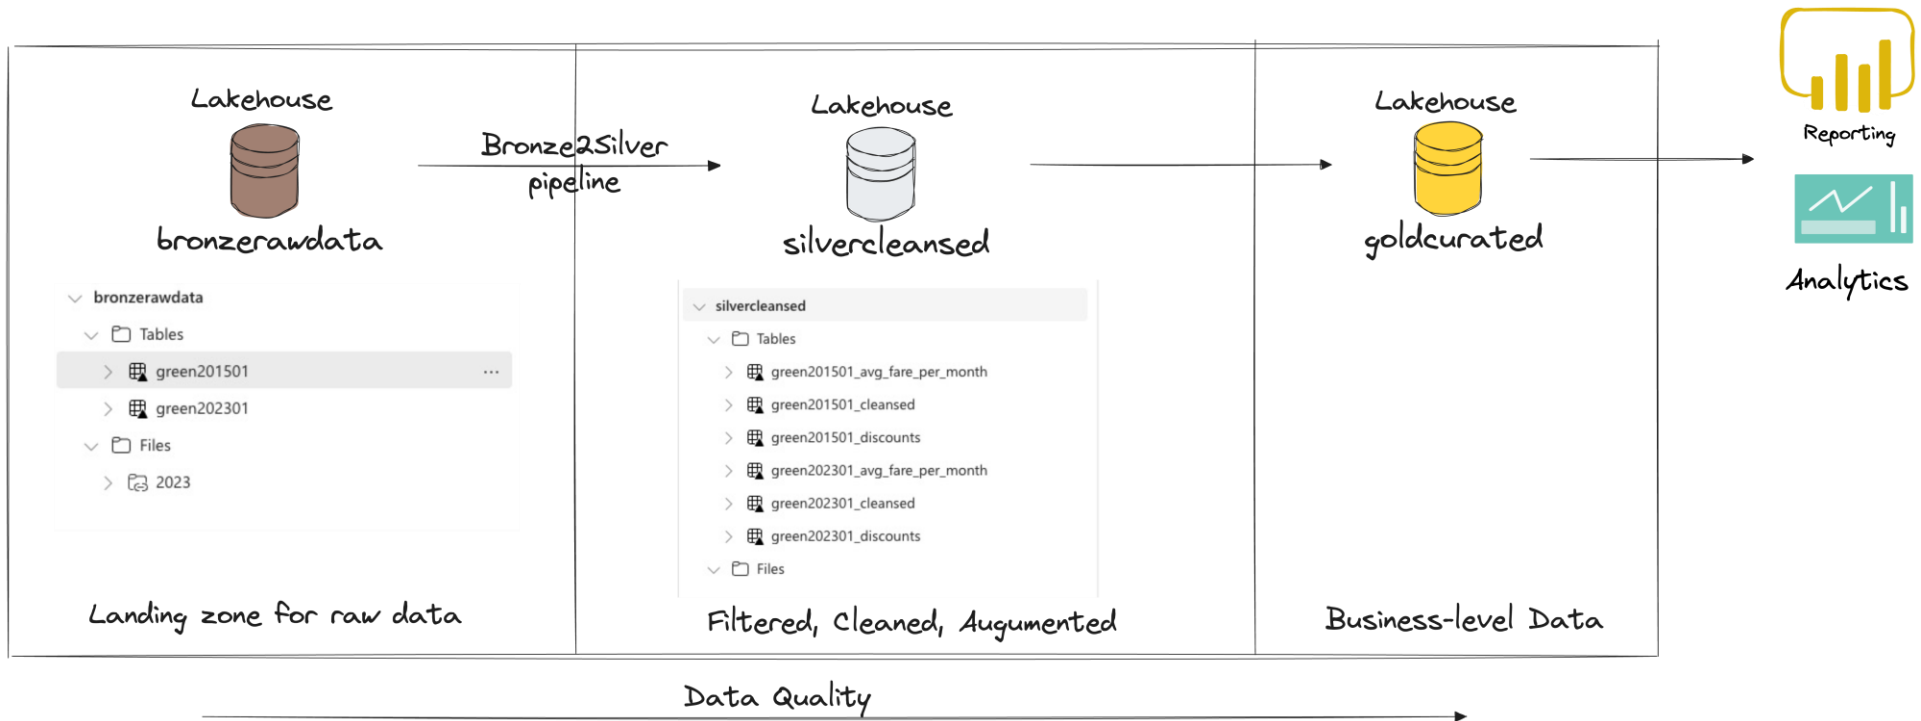 Lakehouse
bronzerawdata
bronzerawdata
Tables
green201501
...
green202301
Files
2023
Landing zone for raw data
Bronze2Silver
pipeline
Lakehouse
silvercleansed
silvercleansed
Tables
green201501_avg_fare_per_month
green201501_cleansed
green201501_discounts
green202301_avg_fare_per_month
green202301_cleansed
green202301_discounts
Files
Filtered, Cleaned, Augumented
Lakehouse
goldcurated
Business-level Data
Reporting
Analytics
Data Quality